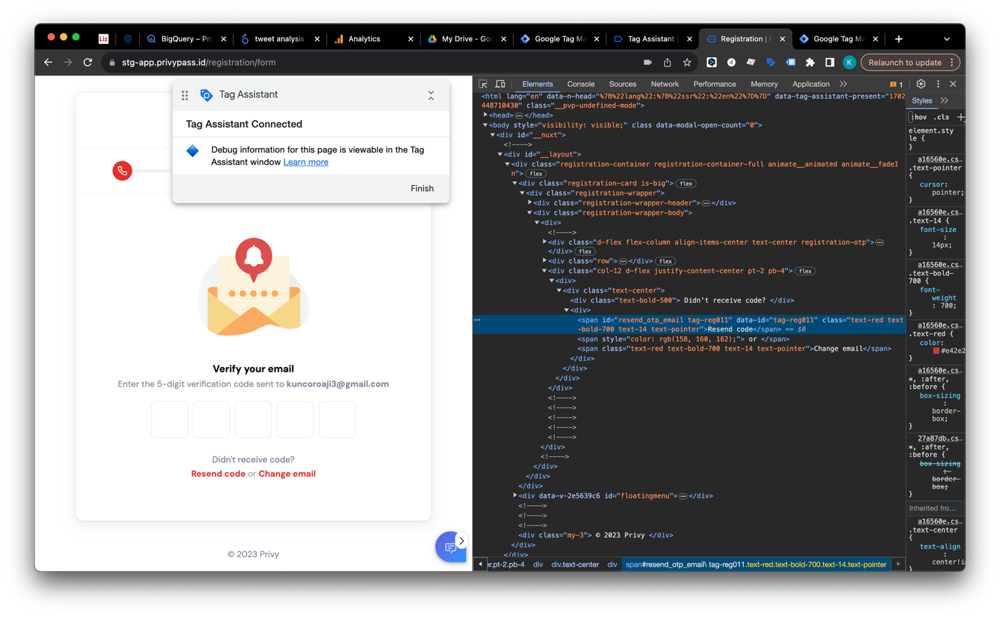 Liz
BigQuery – Pri
tweet analysis
Analytics
My Drive - Goo
Google Tag Ma
Tag Assistant |
Registration | P
Google Tag Ma
stg-app.privypass.id/registration/form
K
Relaunch to update
Tag Assistant
Tag Assistant Connected
Debug information for this page is viewable in the Tag
Assistant window Learn more
Finish
Verify your email
Enter the 5-digit verification code sent to kuncoroaji3@gmail.com
Didn't receive code?
Resend code or Change email
© 2023 Privy
Elements Console Sources Network Performance Memory Application 1
<html lang="en" data-n-head="%7B%22lang%22:%7B%22ssr%22:%22en%22%7D%7D" data-tag-assistant-present="1702
448710430" class="__pvp-undefined-mode">
<head> … </head>
<body style="visibility: visible;" class data-modal-open-count="0">
<div id="__nuxt">
<!---->
<div id="__layout">
<div class="registration-container registration-container-full animate__animated animate__fadeI
n"> flex
<div class="registration-card is-big"> flex
<div class="registration-wrapper">
<div class="registration-wrapper-header"> … </div>
<div class="registration-wrapper-body">
<div>
<!---->
<div class="d-flex flex-column align-items-center text-center registration-otp"> …
</div> flex
<div class="row"> … </div> flex
<div class="col-12 d-flex justify-content-center pt-2 pb-4"> flex
<div>
<div class="text-center">
<div class="text-bold-500"> Didn't receive code? </div>
<div>
<span id="resend_otp_email tag-reg011" data-id="tag-reg011" class="text-red text
-bold-700 text-14 text-pointer">Resend code</span> == $0
<span style="color: rgb(158, 160, 162);"> or </span>
<span class="text-red text-bold-700 text-14 text-pointer">Change email</span>
</div>
</div>
</div>
</div>
<!---->
<!---->
<!---->
<!---->
<!---->
</div>
<!---->
</div>
</div>
</div>
<div data-v-2e5639c6 id="floatingmenu"> … </div>
<!---->
<!---->
<!---->
<div class="my-3"> © 2023 Privy </div>
</div>
</div>
er.pt-2.pb-4 div div.text-center div span#resend_otp_email\ tag-reg011.text-red.text-bold-700.text-14.text-pointer
Styles
:hov .cls
element.sty
le {
}
a16560e.cs…
.text-pointer
{
cursor:
pointer;
}
a16560e.cs…
.text-14 {
font-size
:
14px;
}
a16560e.cs…
.text-bold-
700 {
font-
weight
: 700;
}
a16560e.cs…
.text-red {
color:
#e42e2
}
a16560e.cs…
*, :after,
:before {
box-sizing
:
border-
box;
}
27a87db.cs…
*, :after,
:before {
box-sizing
:
border-
box;
}
Inherited fro…
a16560e.cs…
.text-center
{
text-align
:
center!i
}